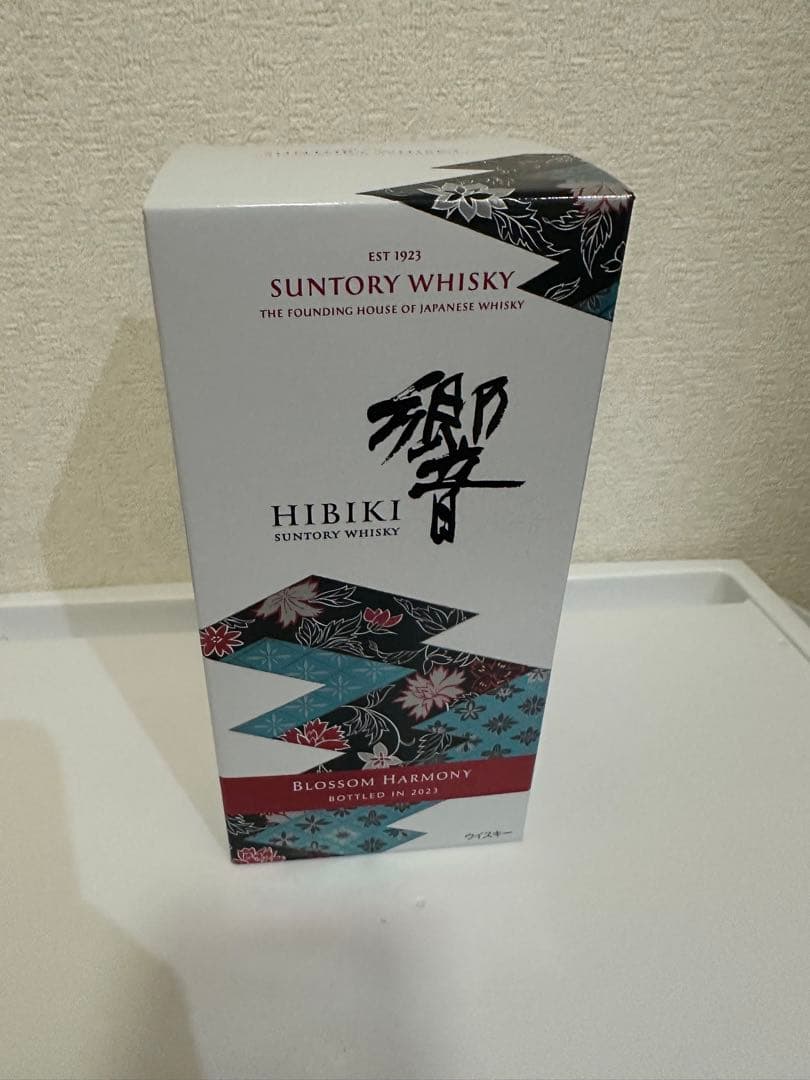 EST 1923
SUNTORY WHISKY
THE FOUNDING HOUSE OF JAPANESE WHISKY
響
HIBIKI
SUNTORY WHISKY
BLOSSOM HARMONY
BOTTLED IN 2023
ウイスキー